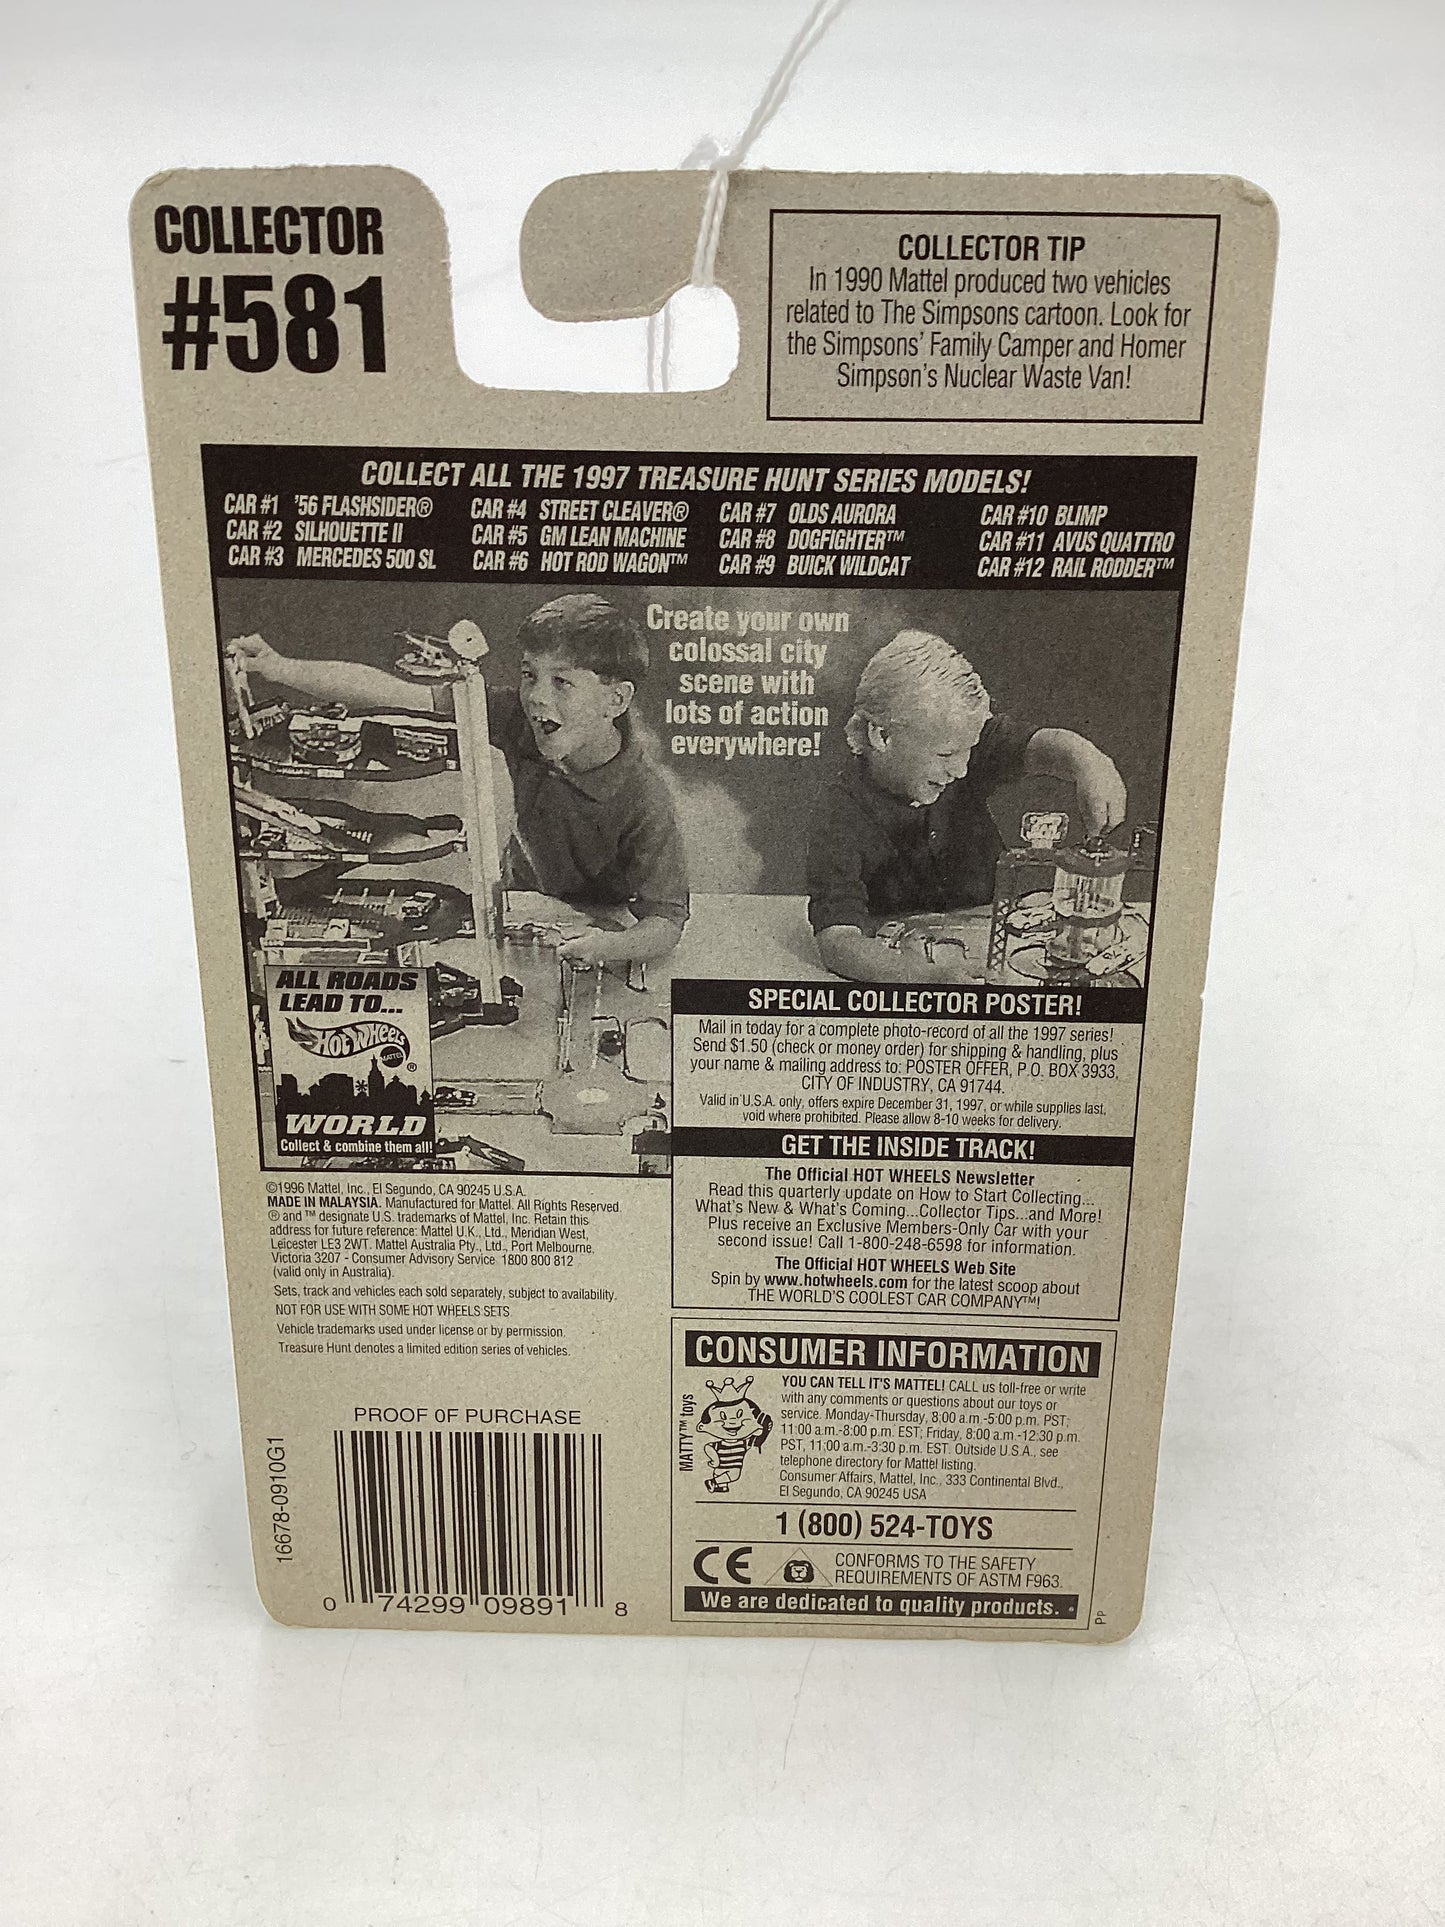 COLLECTOR
#581
COLLECTOR TIP
In 1990 Mattel produced two vehicles
related to The Simpsons cartoon. Look for
the Simpsons' Family Camper and Homer
Simpson's Nuclear Waste Van!
COLLECT ALL THE 1997 TREASURE HUNT SERIES MODELS!
CAR #1 '56 FLASHSIDER®
CAR #2 SILHOUETTE II
CAR #3 MERCEDES 500 SL
CAR #4 STREET CLEAVER®
CAR #5 GM LEAN MACHINE
CAR #6 HOT ROD WAGON™
CAR #7 OLDS AURORA
CAR #8 DOGFIGHTER™
CAR #9 BUICK WILDCAT
CAR #10 BLIMP
CAR #11 AVUS QUATTRO
CAR #12 RAIL RODDER™
Create your own
colossal city
scene with
lots of action
everywhere!
ALL ROADS
LEAD TO...
HOT WHEELS
MATTEL
®
WORLD
Collect & combine them all!
SPECIAL COLLECTOR POSTER!
Mail in today for a complete photo-record of all the 1997 series!
Send $1.50 (check or money order) for shipping & handling, plus
your name & mailing address to: POSTER OFFER, P.O. BOX 3933,
CITY OF INDUSTRY, CA 91744.
Valid in U.S.A. only, offers expire December 31, 1997, or while supplies last,
void where prohibited. Please allow 8-10 weeks for delivery.
GET THE INSIDE TRACK!
The Official HOT WHEELS Newsletter
Read this quarterly update on How to Start Collecting...
What's New & What's Coming...Collector Tips...and More!
Plus receive an Exclusive Members-Only Car with your
second issue! Call 1-800-248-6598 for information.
The Official HOT WHEELS Web Site
Spin by www.hotwheels.com for the latest scoop about
THE WORLD'S COOLEST CAR COMPANY™!
©1996 Mattel, Inc., El Segundo, CA 90245 U.S.A.
MADE IN MALAYSIA. Manufactured for Mattel. All Rights Reserved.
® and ™ designate U.S. trademarks of Mattel, Inc. Retain this
address for future reference: Mattel U.K., Ltd., Meridian West,
Leicester LE3 2WT. Mattel Australia Pty., Ltd., Port Melbourne,
Victoria 3207 - Consumer Advisory Service 1800 800 812
(valid only in Australia).
Sets, track and vehicles each sold separately, subject to availability.
NOT FOR USE WITH SOME HOT WHEELS SETS.
Vehicle trademarks used under license or by permission.
Treasure Hunt denotes a limited edition series of vehicles.
PROOF OF PURCHASE
16678-0910G1
0 74299 09891 8
CONSUMER INFORMATION
MATTY™ toys
YOU CAN TELL IT'S MATTEL! CALL us toll-free or write
with any comments or questions about our toys or
service. Monday-Thursday, 8:00 a.m.-5:00 p.m. PST;
11:00 a.m.-8:00 p.m. EST; Friday, 8:00 a.m.-12:30 p.m.
PST, 11:00 a.m.-3:30 p.m. EST. Outside U.S.A., see
telephone directory for Mattel listing.
Consumer Affairs, Mattel, Inc., 333 Continental Blvd.,
El Segundo, CA 90245 USA
1 (800) 524-TOYS
CE
CONFORMS TO THE SAFETY
REQUIREMENTS OF ASTM F963.
We are dedicated to quality products.
PP